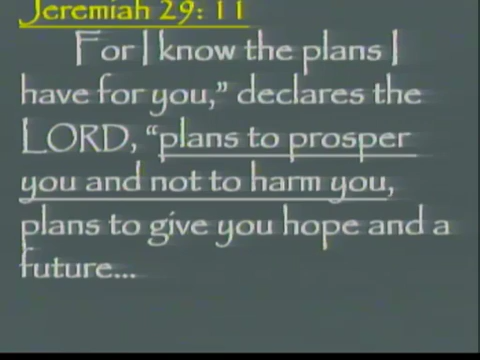 Jeremiah 29: 11
For I know the plans I
have for you,” declares the
LORD, “plans to prosper
you and not to harm you,
plans to give you hope and a
future...